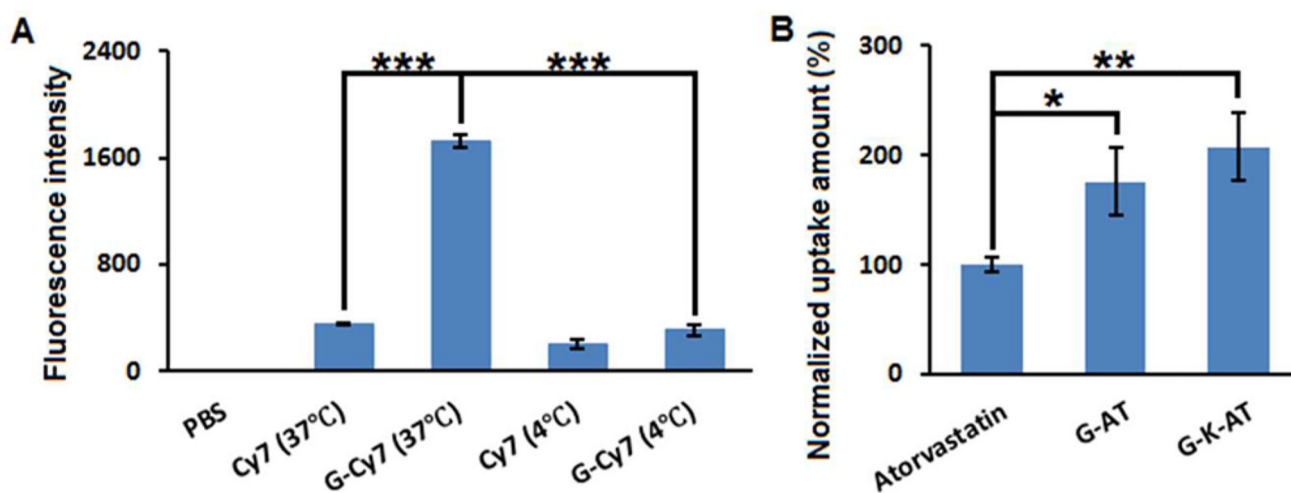 A
Fluorescence intensity
2400
1600
800
0
***
***
PBS
Cy7 (37°C)
G-Cy7 (37°C)
Cy7 (4°C)
G-Cy7 (4°C)
B
Normalized uptake amount (%)
300
200
100
0
**
*
Atorvastatin
G-AT
G-K-AT